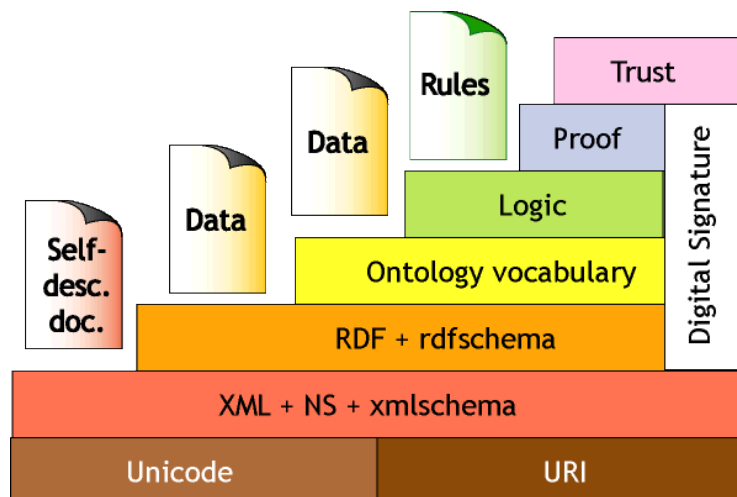 Rules
Trust
Data
Proof
Data
Logic
Self-
desc.
doc.
Ontology vocabulary
Digital Signature
RDF + rdfschema
XML + NS + xmlschema
Unicode
URI